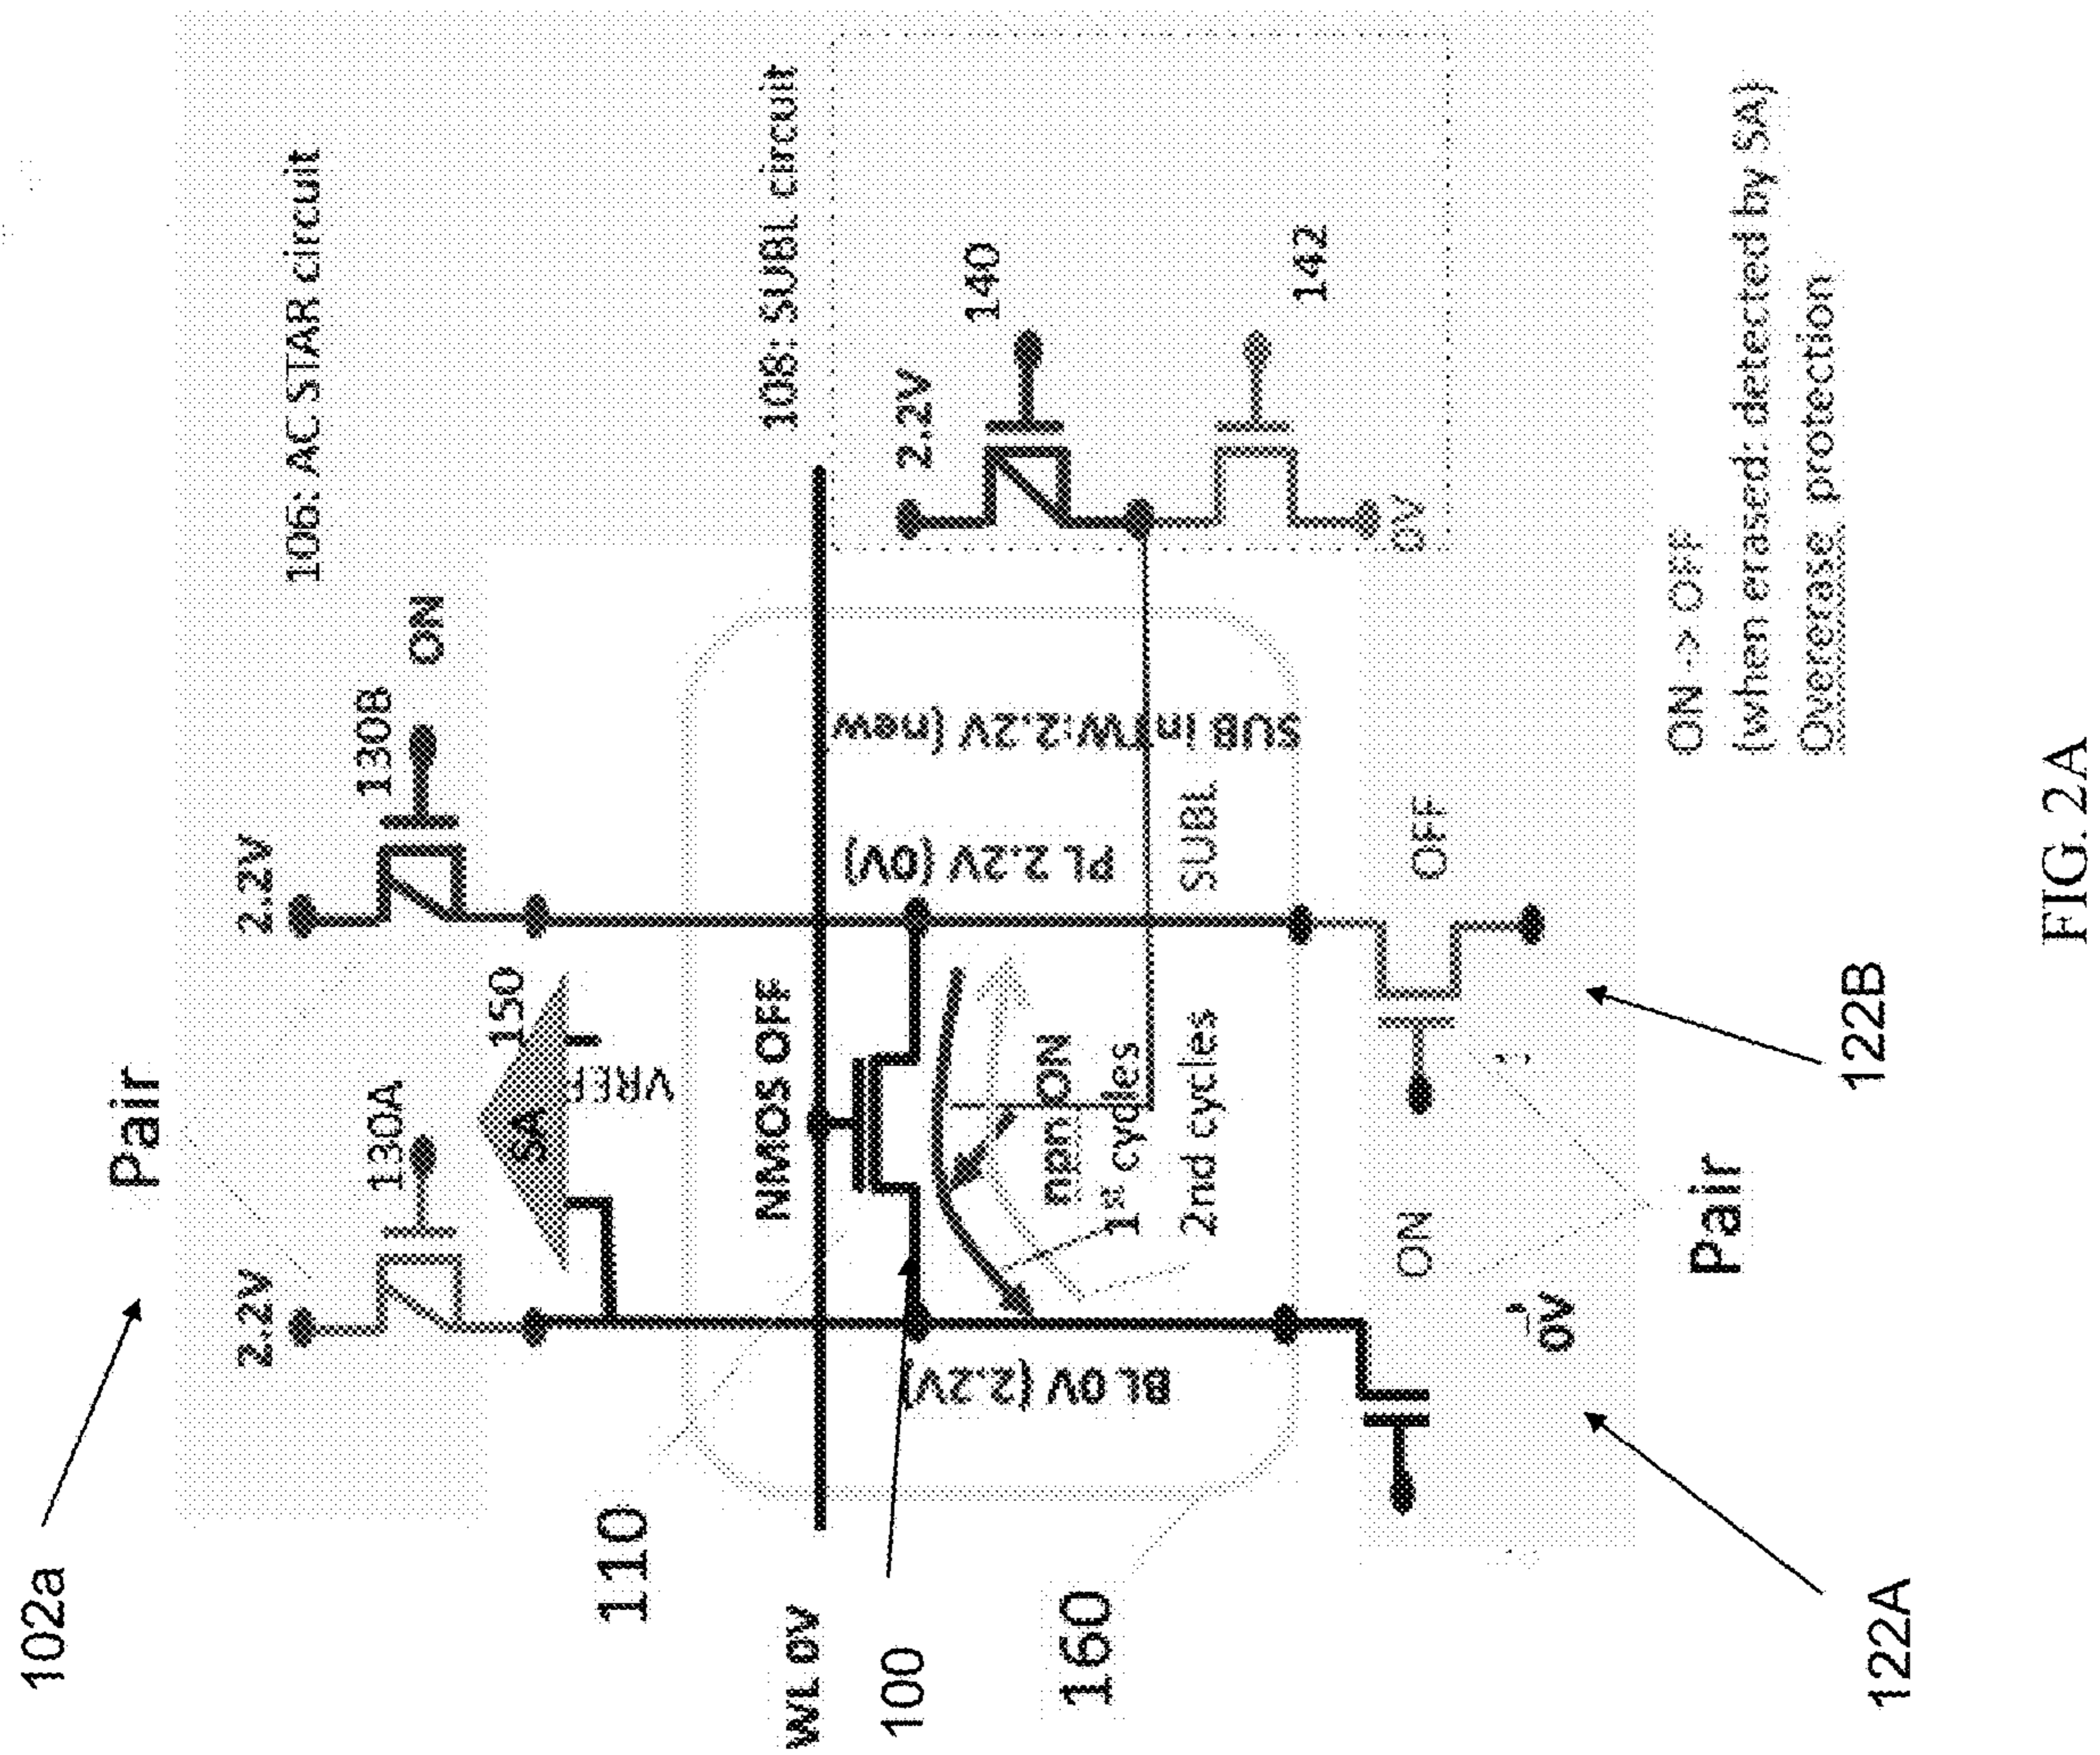 102a
Pair
106: AC STAR circuit
2.2V
130A
2.2V
130B
ON
SA
150
VREF
110
108: SUBL circuit
NMOS OFF
WL 0V
100
BL 0V (2.2V)
PL 2.2V (0V)
SUB in TW:2.2V (new
2.2V
140
142
0V
npn ON
1st cycles
2nd cycles
SUBL
160
ON
OFF
0V
Pair
122A
122B
ON -> OFF
(when erased: detected by SA)
Overerase protection
FIG. 2A